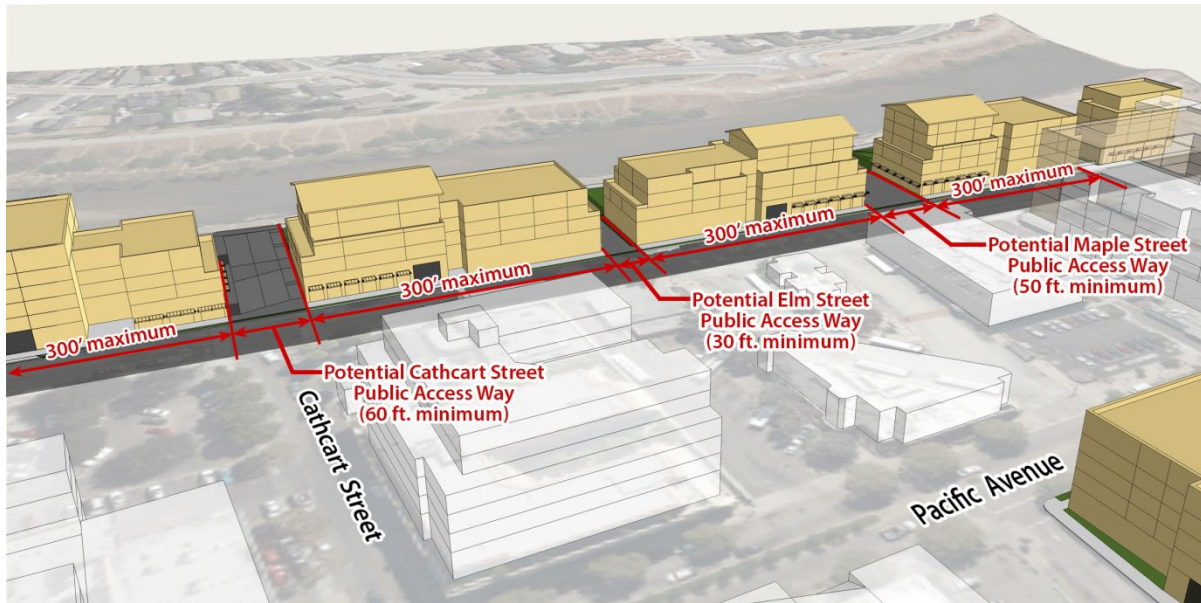 300' maximum
Potential Cathcart Street
Public Access Way
(60 ft. minimum)
300' maximum
Potential Elm Street
Public Access Way
(30 ft. minimum)
300' maximum
Potential Maple Street
Public Access Way
(50 ft. minimum)
300' maximum
Cathcart Street
Pacific Avenue